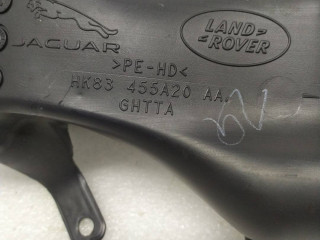 JAGUAR
LAND ROVER
>PE-HD<
HK83 455A20 AA
GHTTA